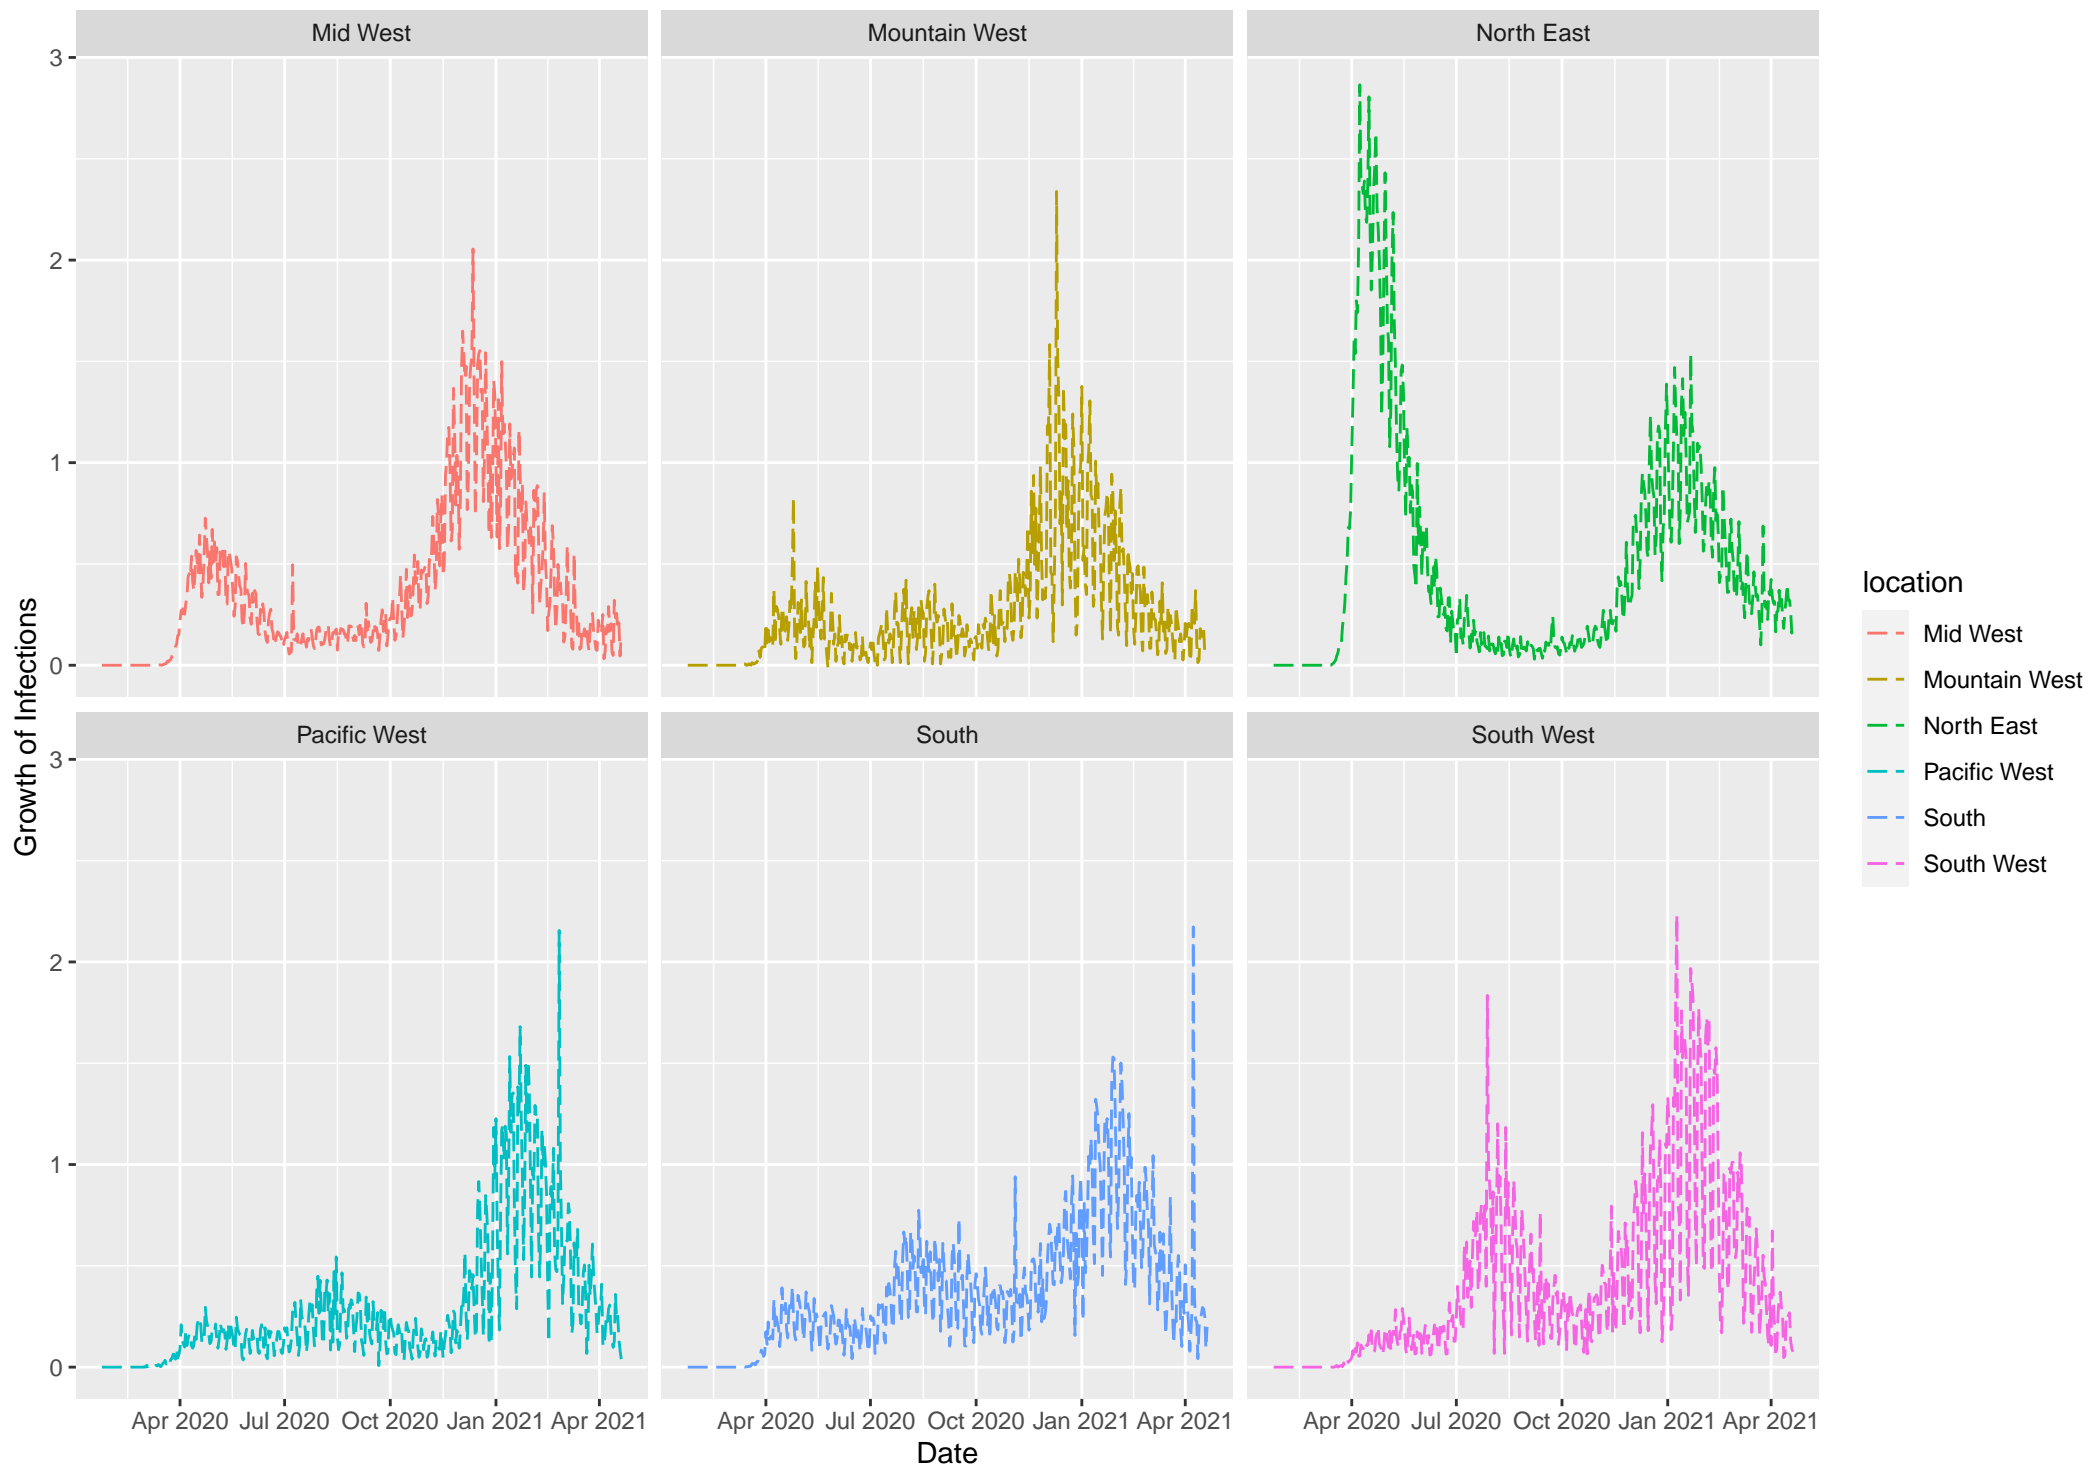 Mid West
Mountain West
North East
3
2
1
0
Pacific West
South
South West
3
2
1
0
Apr 2020 Jul 2020 Oct 2020 Jan 2021 Apr 2021
Apr 2020 Jul 2020 Oct 2020 Jan 2021 Apr 2021
Apr 2020 Jul 2020 Oct 2020 Jan 2021 Apr 2021
Date
Growth of Infections
location
Mid West
Mountain West
North East
Pacific West
South
South West